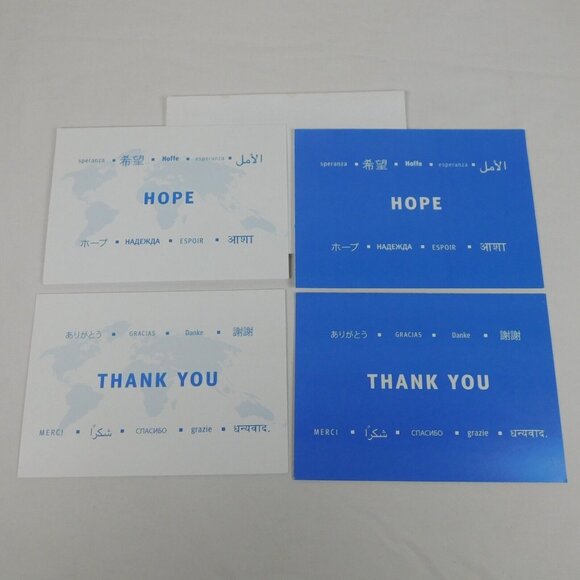 speranza ▪ 希望 ▪ Hoffe ▪ esperanza ▪ الأمل
HOPE
ホープ ▪ НАДЕЖДА ▪ ESPOIR ▪ आशा
speranza ▪ 希望 ▪ Hoffe ▪ esperanza ▪ الأمل
HOPE
ホープ ▪ НАДЕЖДА ▪ ESPOIR ▪ आशा
ありがとう ▪ GRACIAS ▪ Danke ▪ 謝謝
THANK YOU
MERCI ▪ شكرًا ▪ СПАСИБО ▪ grazie ▪ धन्यवाद.
ありがとう ▪ GRACIAS ▪ Danke ▪ 謝謝
THANK YOU
MERCI ▪ شكرًا ▪ СПАСИБО ▪ grazie ▪ धन्यवाद.